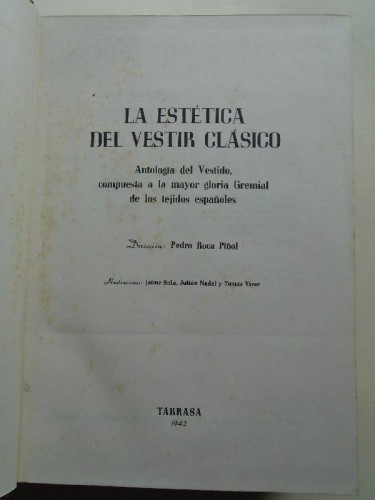 LA ESTÉTICA
DEL VESTIR CLÁSICO
Antología del Vestido,
compuesta a la mayor gloria Gremial
de los tejidos españoles
Dirección: Pedro Roca Piñol
Ilustraciones: Jaime Sola, Julián Nadal y Tomás Viver
TARRASA
1942